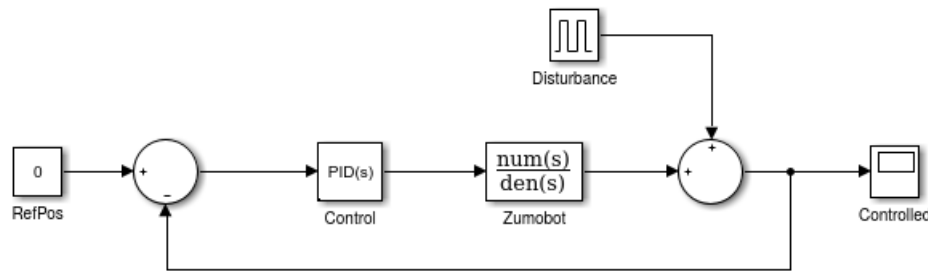 Disturbance
+
0
+
−
PID(s)
num(s)
den(s)
+
RefPos
Control
Zumobot
Controlled